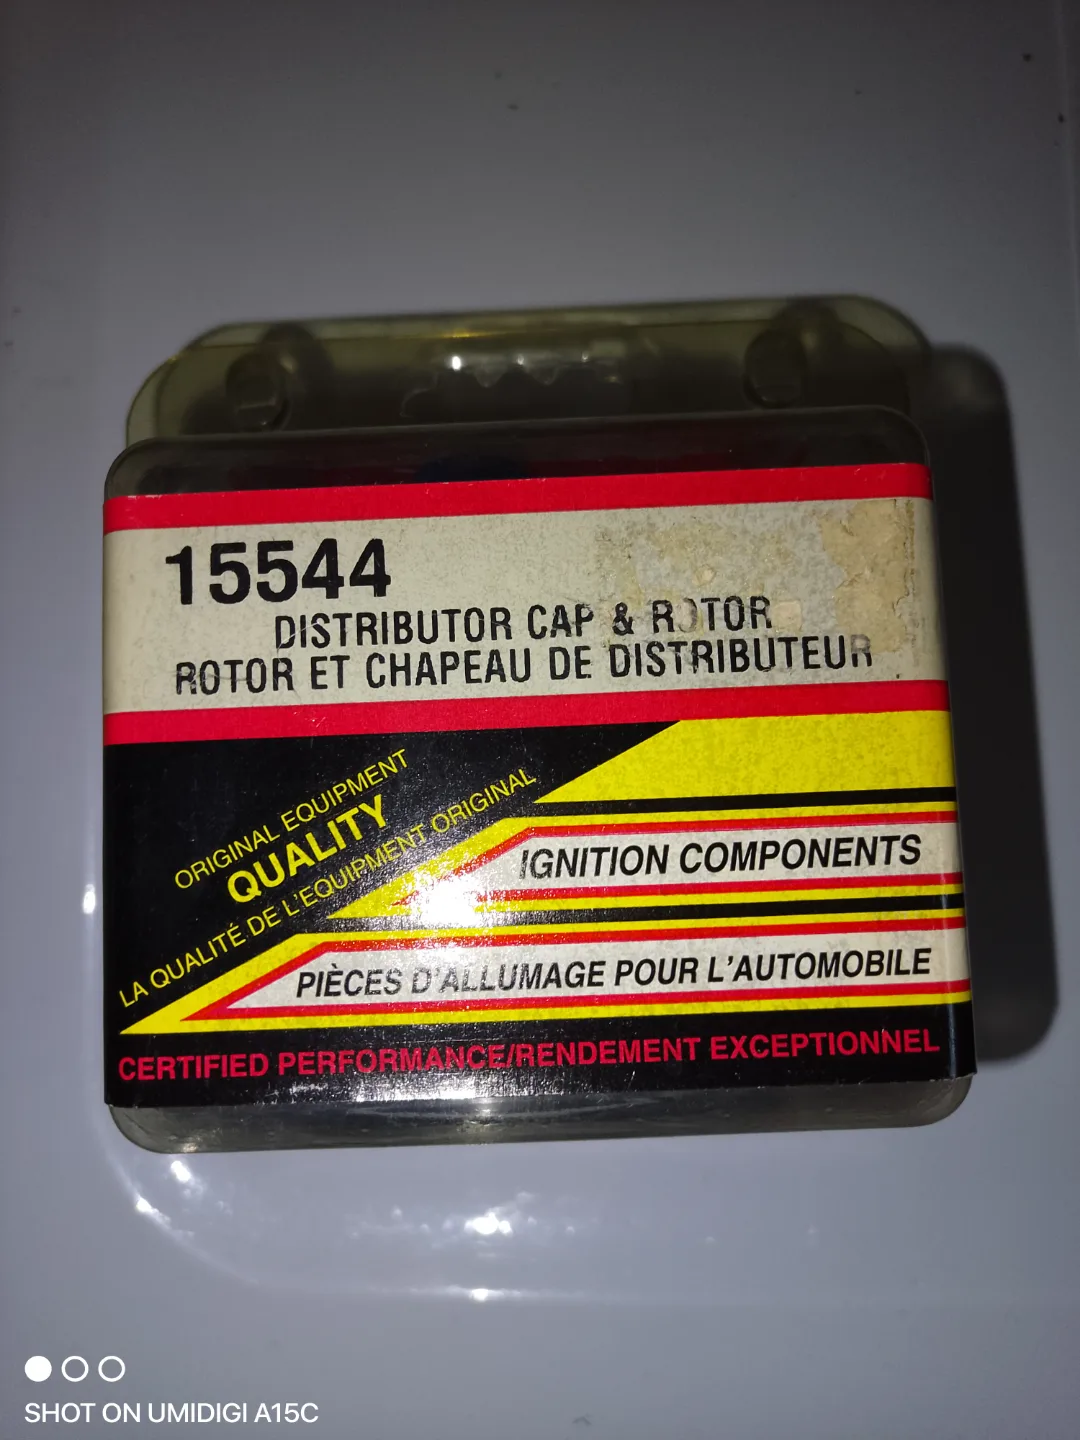 15544
DISTRIBUTOR CAP & ROTOR
ROTOR ET CHAPEAU DE DISTRIBUTEUR
ORIGINAL EQUIPMENT
QUALITY
LA QUALITÉ DE L'EQUIPMENT ORIGINAL
IGNITION COMPONENTS
PIÈCES D'ALLUMAGE POUR L'AUTOMOBILE
CERTIFIED PERFORMANCE/RENDEMENT EXCEPTIONNEL
SHOT ON UMIDIGI A15C